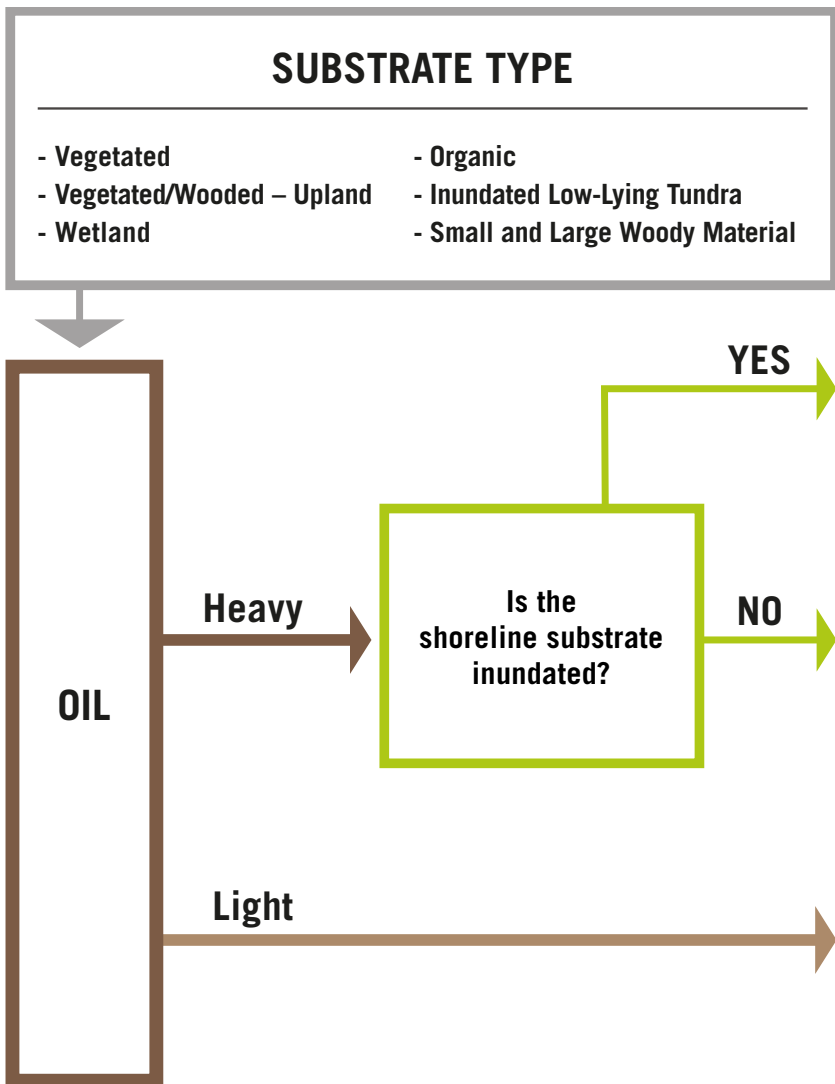 SUBSTRATE TYPE
- Vegetated
- Vegetated/Wooded – Upland
- Wetland
- Organic
- Inundated Low-Lying Tundra
- Small and Large Woody Material
YES
Heavy
Is the
shoreline substrate
inundated?
NO
OIL
Light